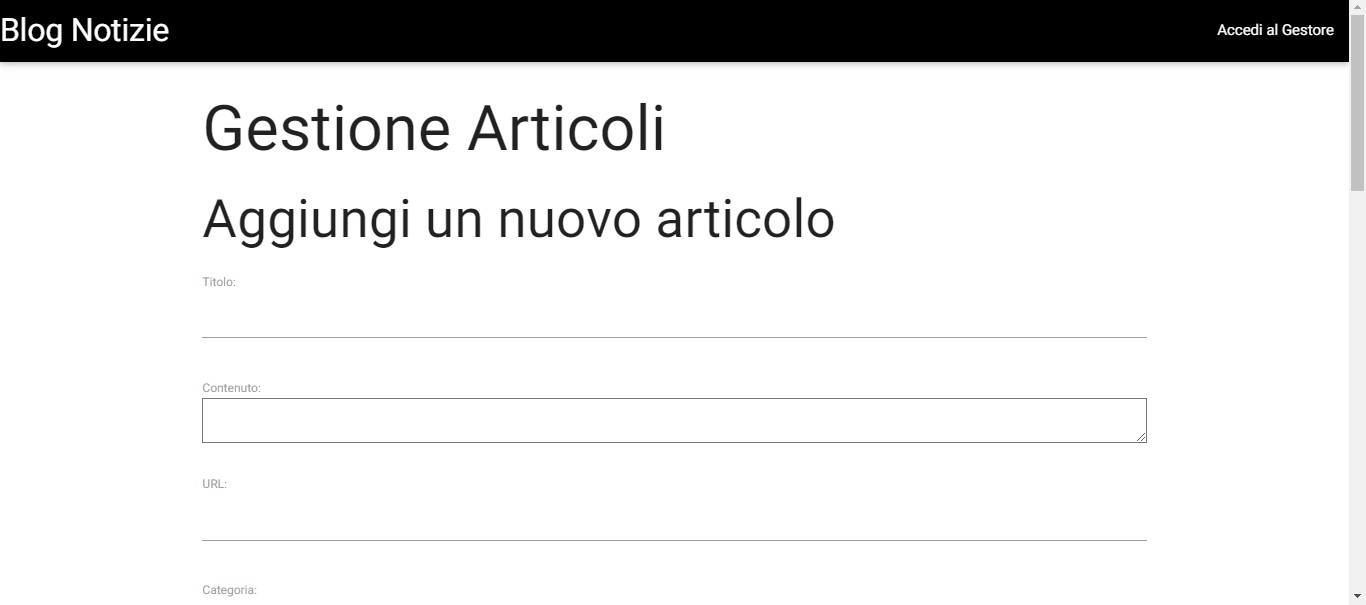 Blog Notizie
Accedi al Gestore
Gestione Articoli
Aggiungi un nuovo articolo
Titolo:
Contenuto:
URL:
Categoria: